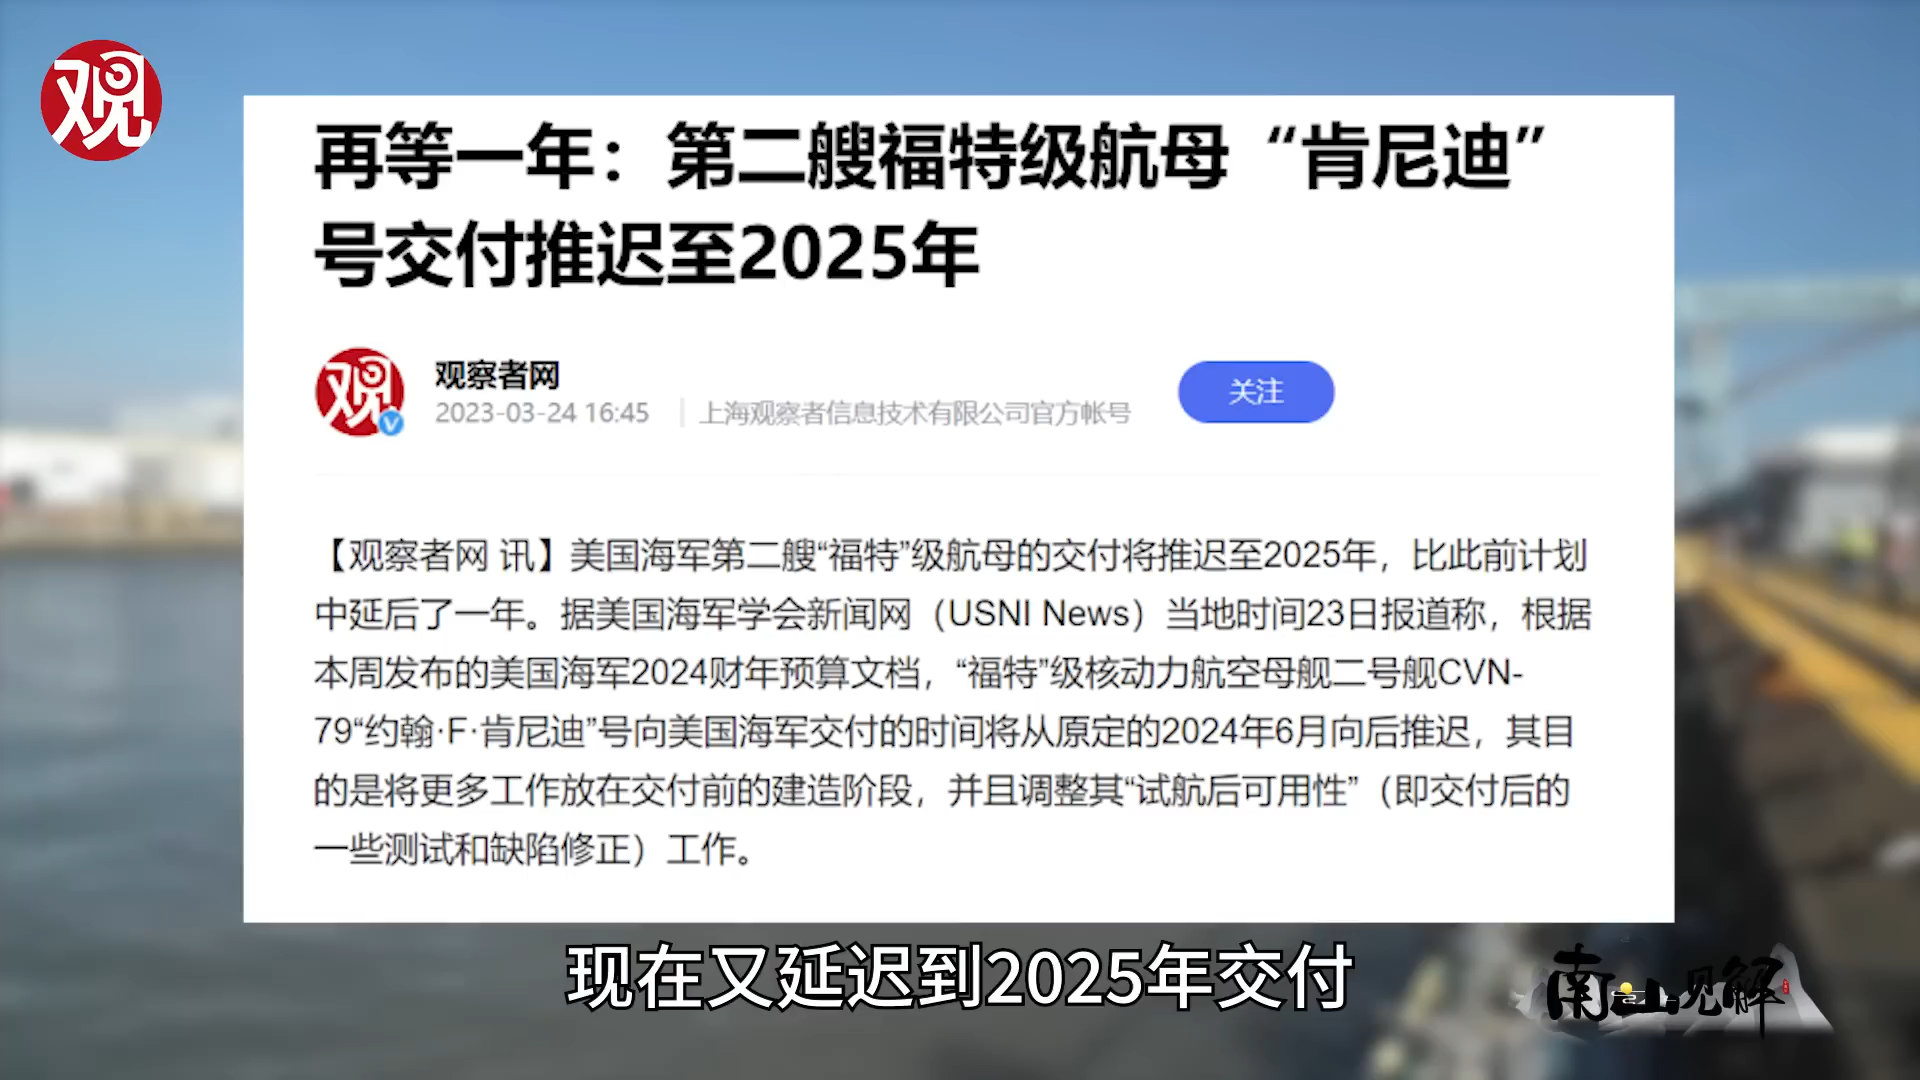 观
再等一年：第二艘福特级航母“肯尼迪”
号交付推迟至2025年
观
观察者网
2023-03-24 16:45
上海观察者信息技术有限公司官方帐号
关注
【观察者网 讯】美国海军第二艘“福特”级航母的交付将推迟至2025年，比此前计划
中延后了一年。据美国海军学会新闻网（USNI News）当地时间23日报道称，根据
本周发布的美国海军2024财年预算文档，“福特”级核动力航空母舰二号舰CVN-
79“约翰·F·肯尼迪”号向美国海军交付的时间将从原定的2024年6月向后推迟，其目
的是将更多工作放在交付前的建造阶段，并且调整其“试航后可用性”（即交付后的
一些测试和缺陷修正）工作。
现在又延迟到2025年交付
南山见解